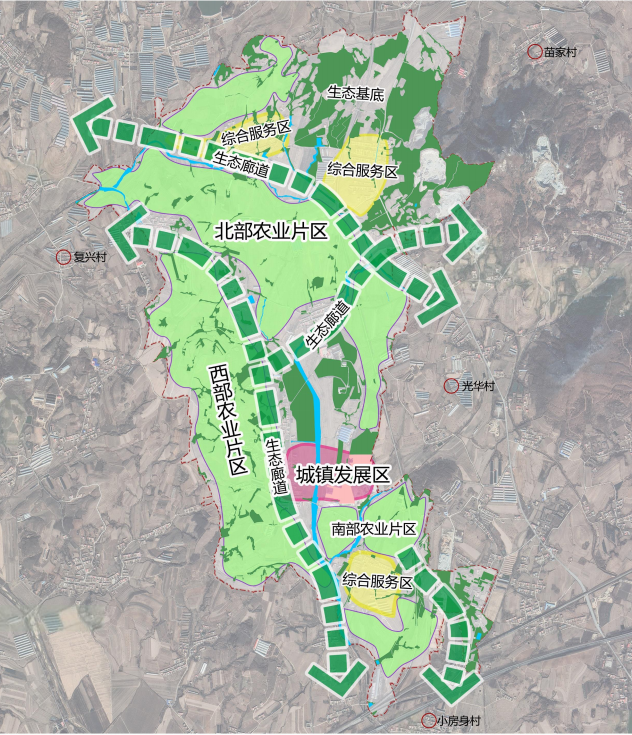 苗家村
生态基底
综合服务区
生态廊道
综合服务区
北部农业片区
复兴村
生态廊道
西部农业片区
光华村
生态廊道
城镇发展区
南部农业片区
综合服务区
小房身村